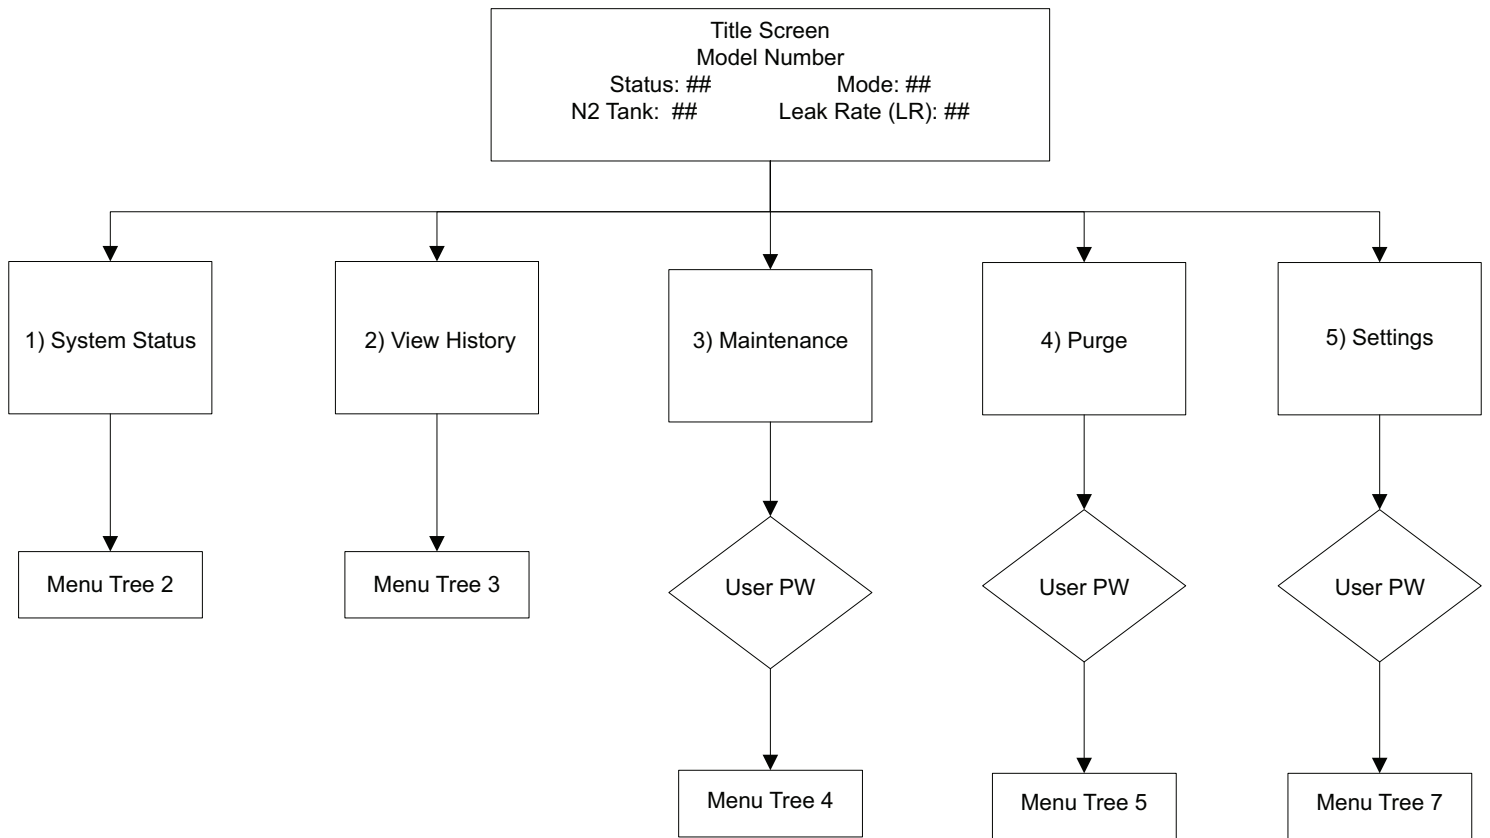 Title Screen
Model Number
Status: ## Mode: ##
N2 Tank: ## Leak Rate (LR): ##
1) System Status
2) View History
3) Maintenance
4) Purge
5) Settings
User PW
User PW
User PW
Menu Tree 2
Menu Tree 3
Menu Tree 4
Menu Tree 5
Menu Tree 7